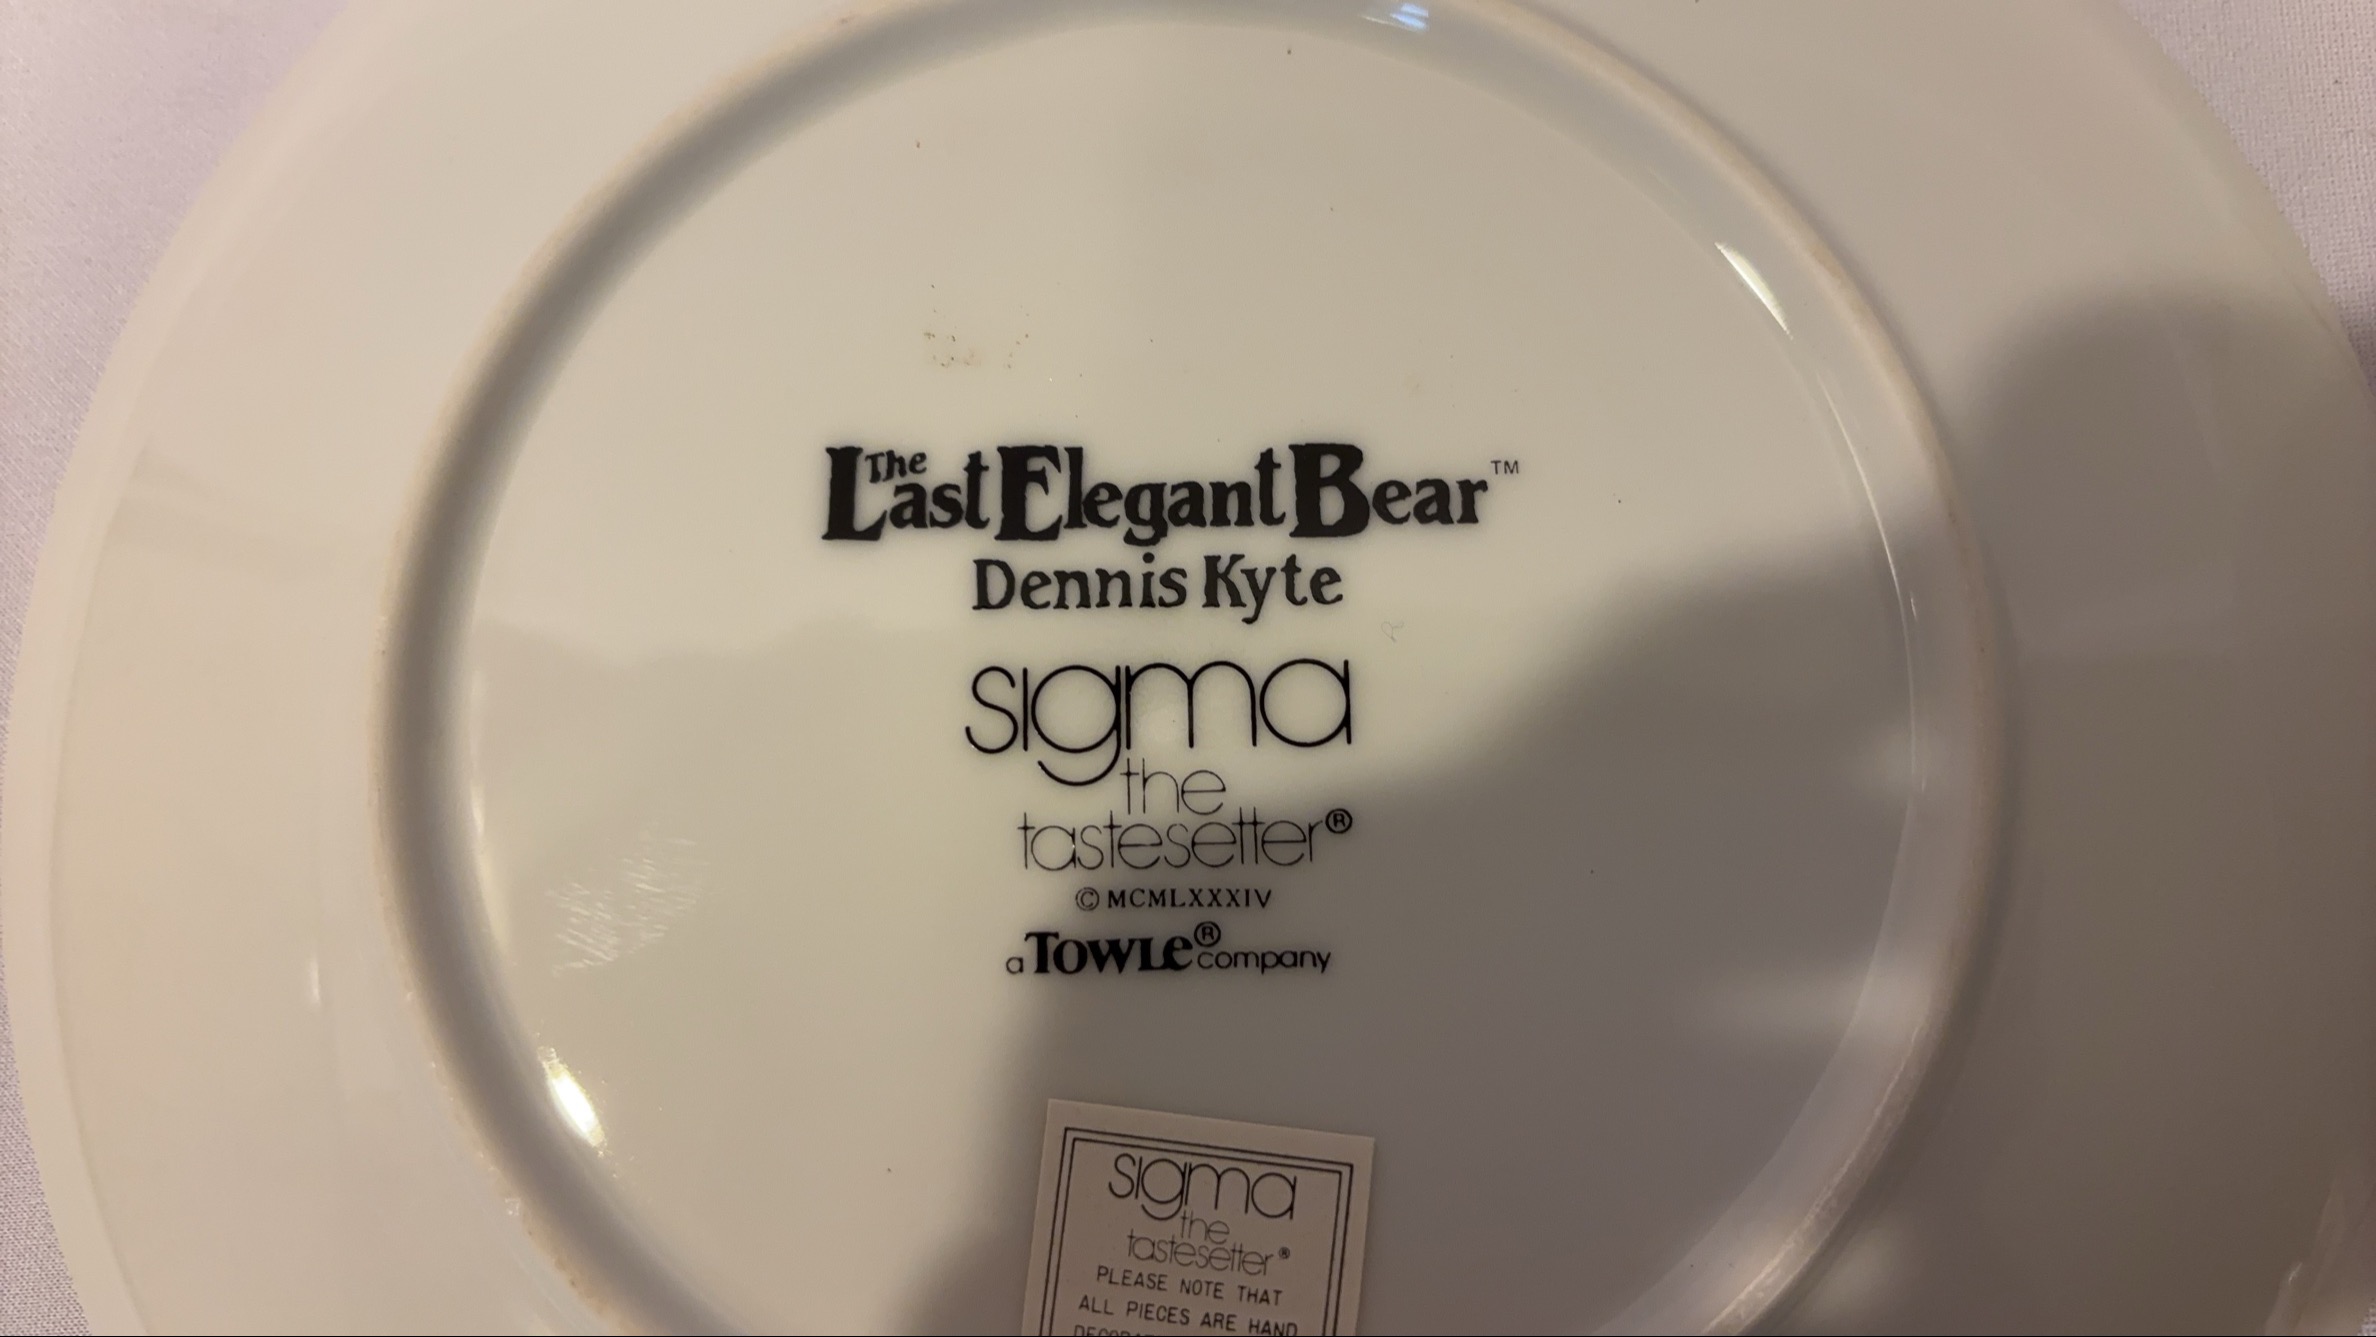 The Last Elegant Bear™
Dennis Kyte
sigma
the
tastesetter®
© MCMLXXXIV
a TOWLE® company
sigma
the
tastesetter®
PLEASE NOTE THAT
ALL PIECES ARE HAND